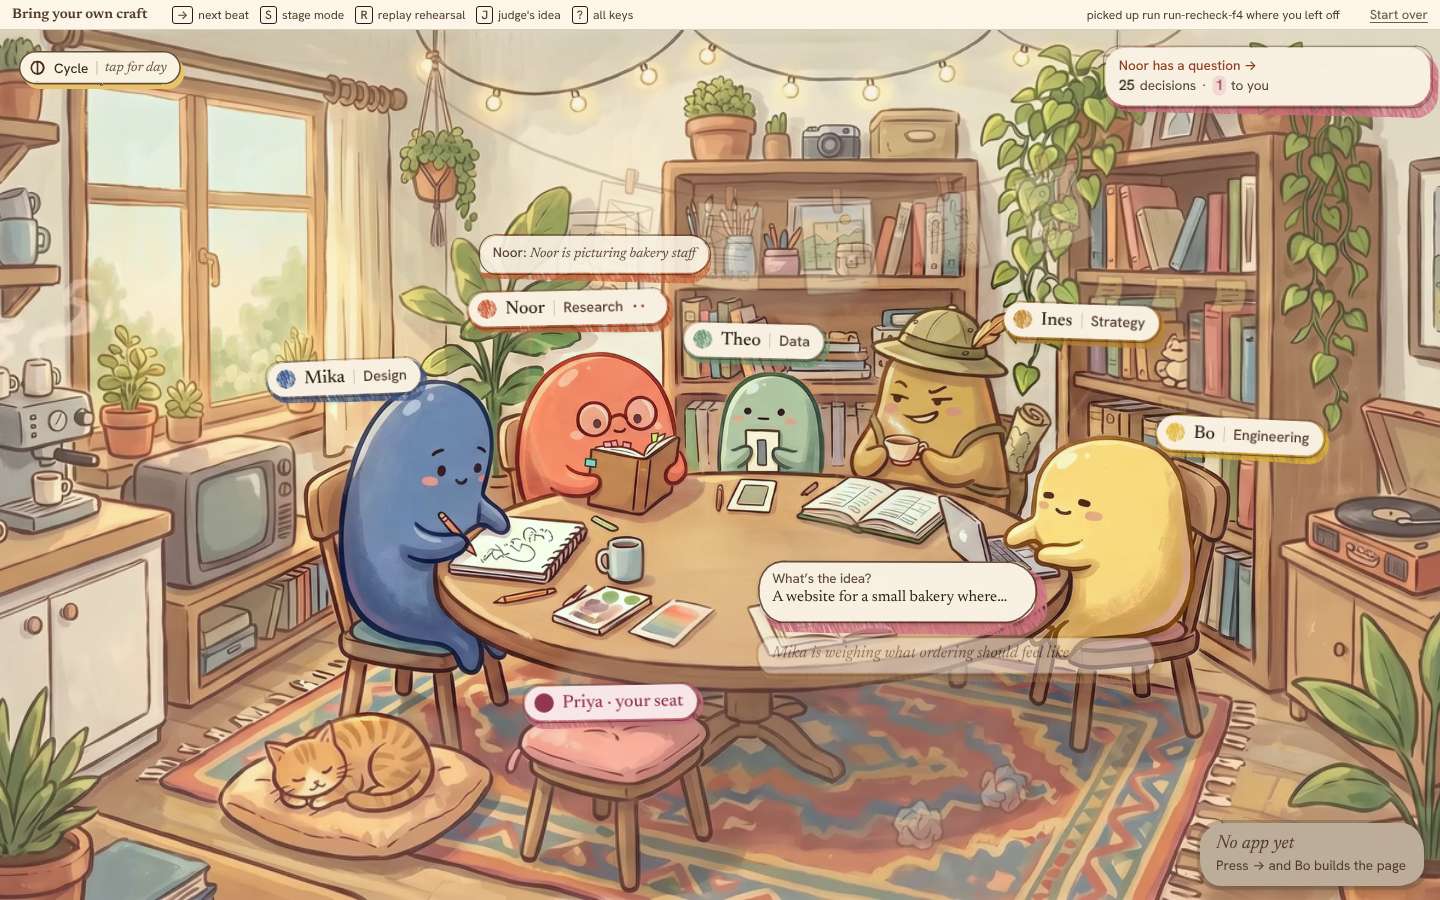 Bring your own craft
→ next beat
S stage mode
R replay rehearsal
J judge's idea
? all keys
picked up run run-recheck-f4 where you left off
Start over
Cycle | tap for day
Noor has a question →
25 decisions · 1 to you
Noor: Noor is picturing bakery staff
Noor | Research
Theo | Data
Ines | Strategy
Mika | Design
Bo | Engineering
What's the idea?
A website for a small bakery where...
Mika is weighing what ordering should feel like
Priya · your seat
No app yet
Press → and Bo builds the page